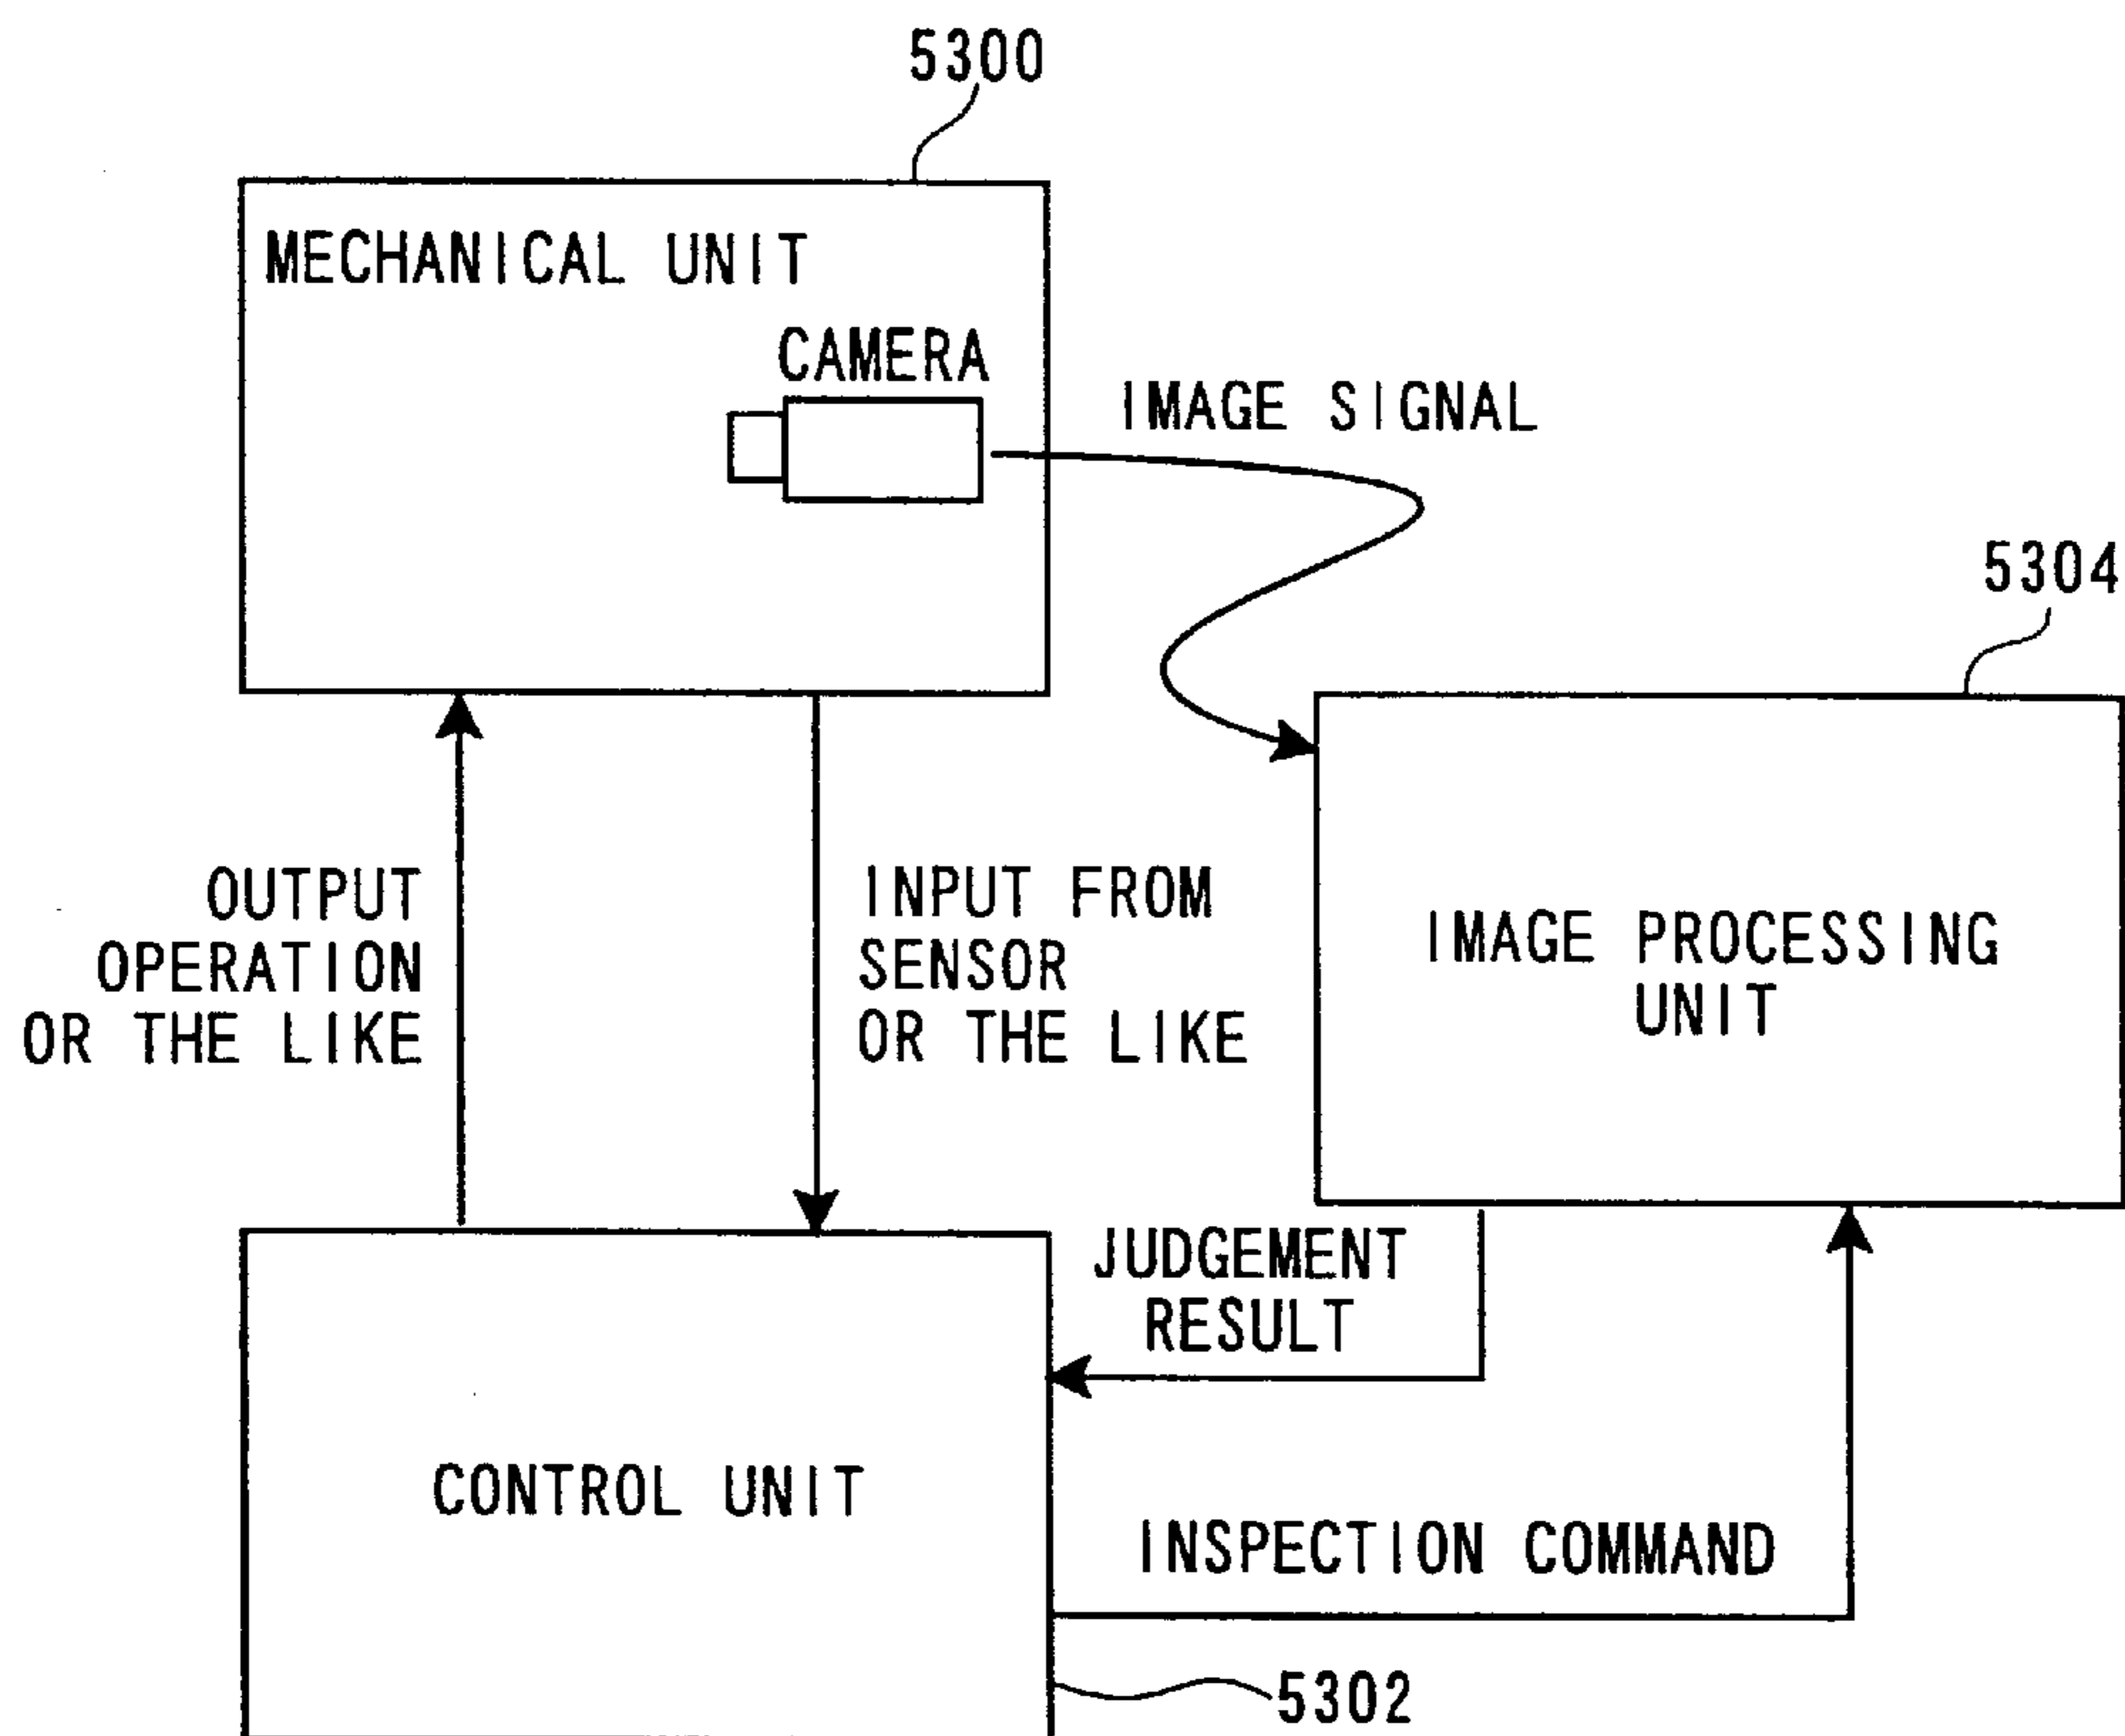 5300
MECHANICAL UNIT
CAMERA
IMAGE SIGNAL
5304
OUTPUT
OPERATION
OR THE LIKE
INPUT FROM
SENSOR
OR THE LIKE
IMAGE PROCESSING
UNIT
JUDGEMENT
RESULT
CONTROL UNIT
INSPECTION COMMAND
5302